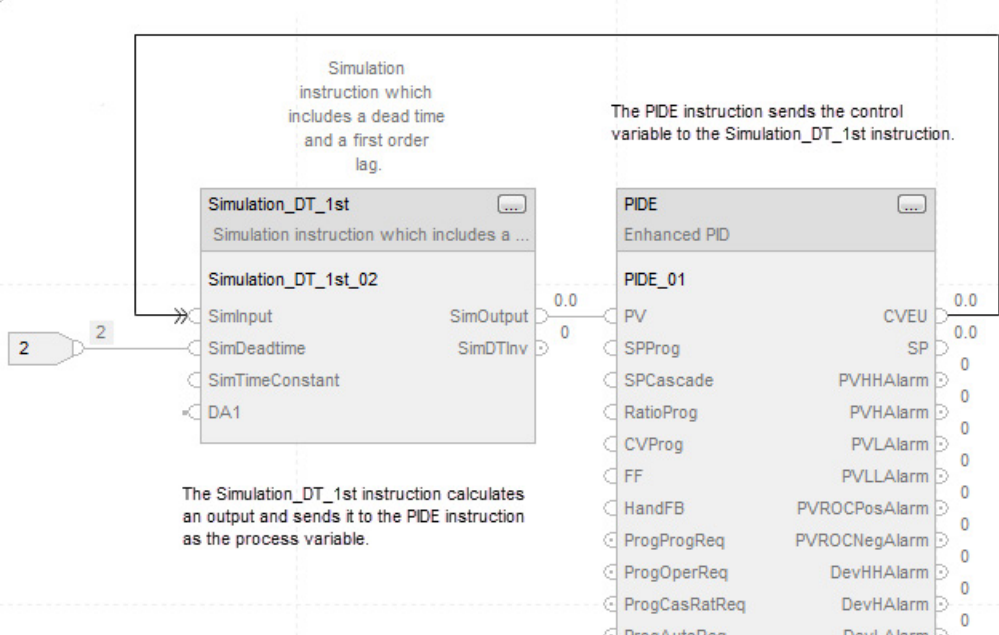 Simulation
instruction which
includes a dead time
and a first order
lag.
The PIDE instruction sends the control
variable to the Simulation_DT_1st instruction.
Simulation_DT_1st
...
Simulation instruction which includes a ...
Simulation_DT_1st_02
SimInput
SimOutput
0.0
2
2
SimDeadtime
SimDTInv
0
SimTimeConstant
DA1
The Simulation_DT_1st instruction calculates
an output and sends it to the PIDE instruction
as the process variable.
PIDE
...
Enhanced PID
PIDE_01
PV
CVEU
0.0
SPProg
SP
0.0
SPCascade
PVHHAlarm
0
RatioProg
PVHAlarm
0
CVProg
PVLAlarm
0
FF
PVLLAlarm
0
HandFB
PVROCPosAlarm
0
ProgProgReq
PVROCNegAlarm
0
ProgOperReq
DevHHAlarm
0
ProgCasRatReq
DevHAlarm
0
ProgAutoReq
DevLAlarm
0